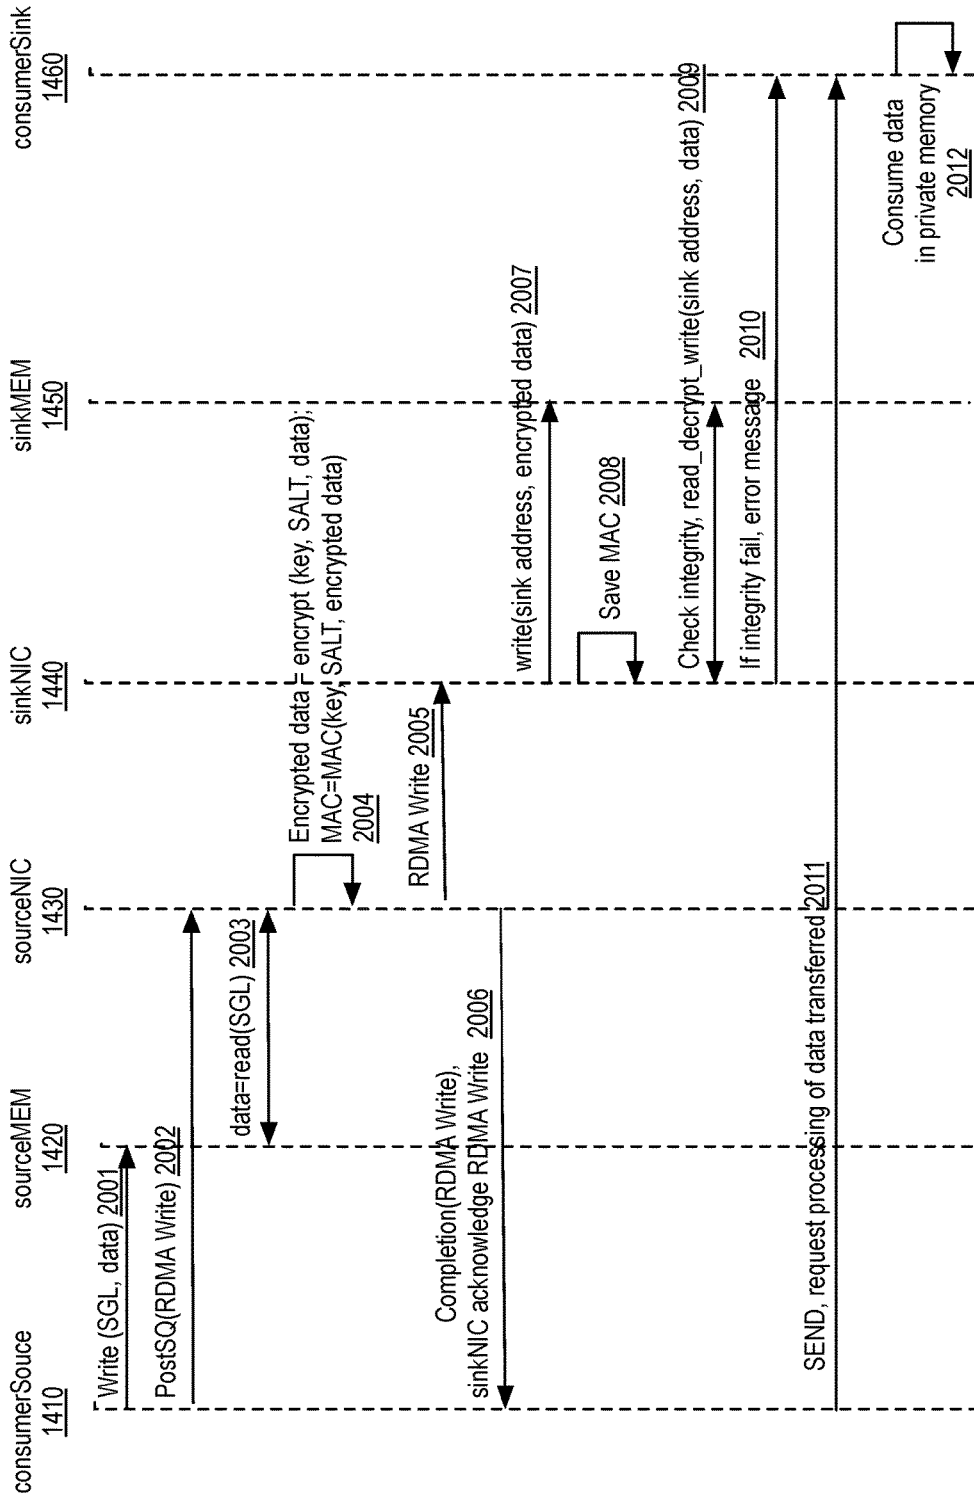 consumerSouce
1410
sourceMEM
1420
sourceNIC
1430
sinkNIC
1440
sinkMEM
1450
consumerSink
1460
Write (SGL, data) 2001
PostSQ(RDMA Write) 2002
data=read(SGL) 2003
Encrypted data = encrypt (key, SALT, data);
MAC=MAC(key, SALT, encrypted data)
2004
RDMA Write 2005
Completion(RDMA Write),
sinkNIC acknowledge RDMA Write 2006
write(sink address, encrypted data) 2007
Save MAC 2008
Check integrity, read_decrypt_write(sink address, data) 2009
If integrity fail, error message 2010
SEND, request processing of data transferred 2011
Consume data
in private memory
2012